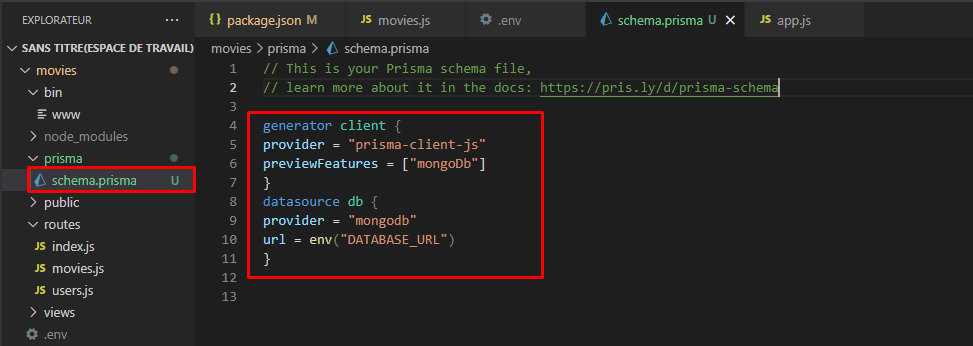 EXPLORATEUR ...
SANS TITRE(ESPACE DE TRAVAIL)
movies
bin
www
node_modules
prisma
schema.prisma U
public
routes
JS index.js
JS movies.js
JS users.js
views
.env
{} package.json M
JS movies.js
.env
schema.prisma U
JS app.js
movies > prisma > schema.prisma
1 // This is your Prisma schema file,
2 // learn more about it in the docs: https://pris.ly/d/prisma-schema
3
4 generator client {
5 provider = "prisma-client-js"
6 previewFeatures = ["mongoDb"]
7 }
8 datasource db {
9 provider = "mongodb"
10 url = env("DATABASE_URL")
11 }
12
13